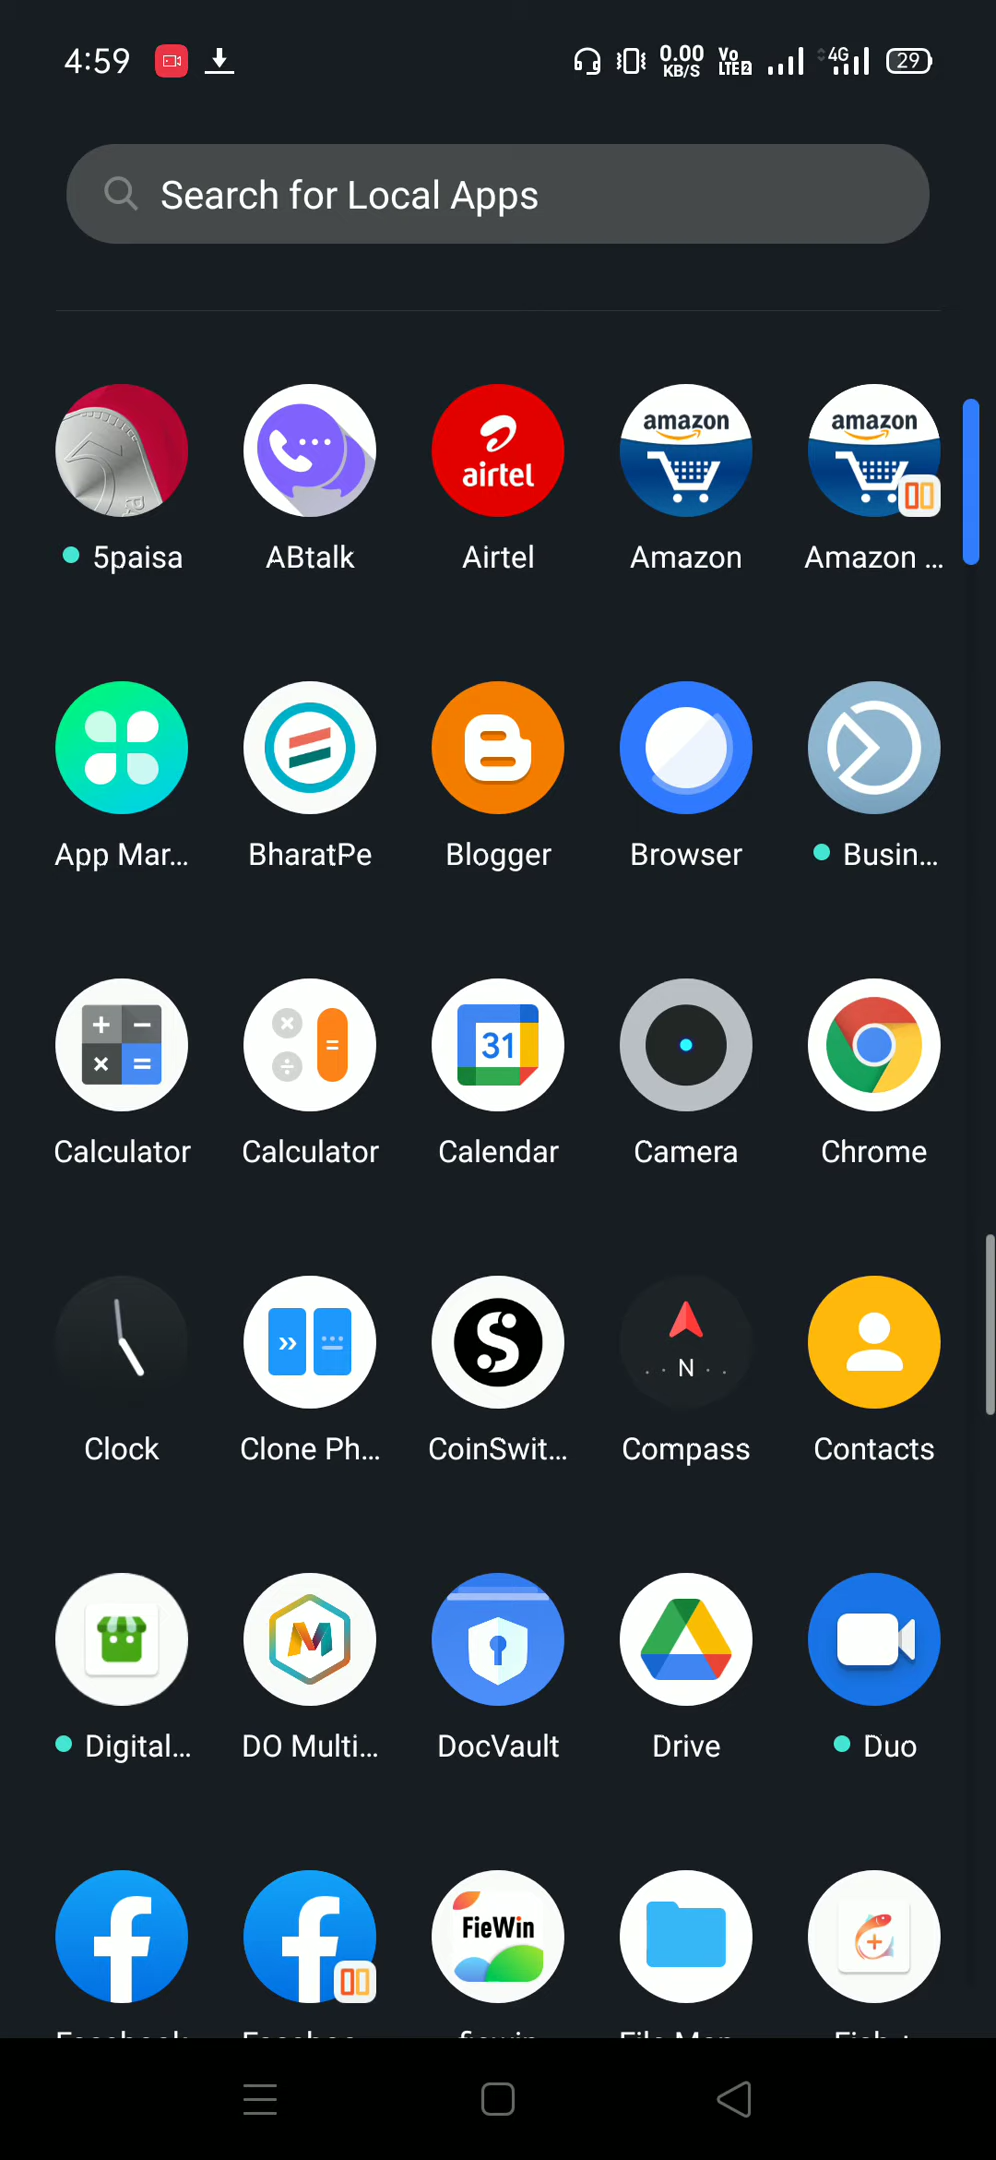 4:59 0.00 KB/S Vo LTE2 4G 29
Search for Local Apps
airtel amazon amazon
5paisa ABtalk Airtel Amazon Amazon ...
App Mar... BharatPe Blogger Browser Busin...
31
Calculator Calculator Calendar Camera Chrome
N
Clock Clone Ph... CoinSwit... Compass Contacts
Digital... DO Multi... DocVault Drive Duo
FieWin